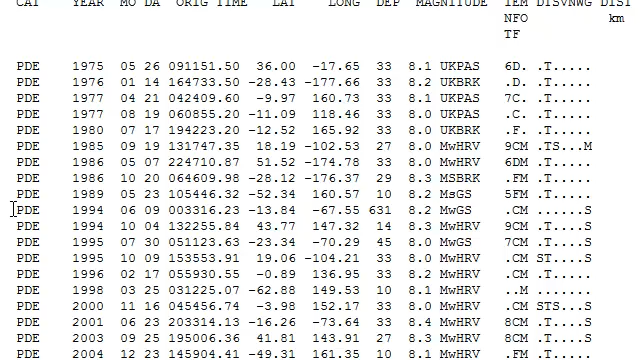 CAT YEAR MO DA ORIG TIME LAT LONG DEP MAGNITUDE IEM DTSVNWG DIST
NFO km
TF
PDE 1975 05 26 091151.50 36.00 -17.65 33 8.1 UKPAS 6D. .T.....
PDE 1976 01 14 164733.50 -28.43 -177.66 33 8.2 UKBRK .D. .T.....
PDE 1977 04 21 042409.60 -9.97 160.73 33 8.1 UKPAS 7C. .T.....
PDE 1977 08 19 060855.20 -11.09 118.46 33 8.0 UKPAS .C. .T.....
PDE 1980 07 17 194223.20 -12.52 165.92 33 8.0 UKBRK .F. .T.....
PDE 1985 09 19 131747.35 18.19 -102.53 27 8.0 MwHRV 9CM .TS...M
PDE 1986 05 07 224710.87 51.52 -174.78 33 8.0 MwHRV 6DM .T.....
PDE 1986 10 20 064609.98 -28.12 -176.37 29 8.3 MSBRK .FM .T.....
PDE 1989 05 23 105446.32 -52.34 160.57 10 8.2 MsGS 5FM .T.....
PDE 1994 06 09 003316.23 -13.84 -67.55 631 8.2 MwGS .CM ......S
PDE 1994 10 04 132255.84 43.77 147.32 14 8.3 MwHRV 9CM .T....S
PDE 1995 07 30 051123.63 -23.34 -70.29 45 8.0 MwGS 7CM .T....S
PDE 1995 10 09 153553.91 19.06 -104.21 33 8.0 MwHRV .CM ST....S
PDE 1996 02 17 055930.55 -0.89 136.95 33 8.2 MwHRV .CM .T.....
PDE 1998 03 25 031225.07 -62.88 149.53 10 8.1 MwHRV ..M .......
PDE 2000 11 16 045456.74 -3.98 152.17 33 8.0 MwHRV .CM STS...S
PDE 2001 06 23 203314.13 -16.26 -73.64 33 8.4 MwHRV 8CM .T....S
PDE 2003 09 25 195006.36 41.81 143.91 27 8.3 MwHRV 8CM .T....S
PDE 2004 12 23 145904.41 -49.31 161.35 10 8.1 MwHRV .FM .T.....